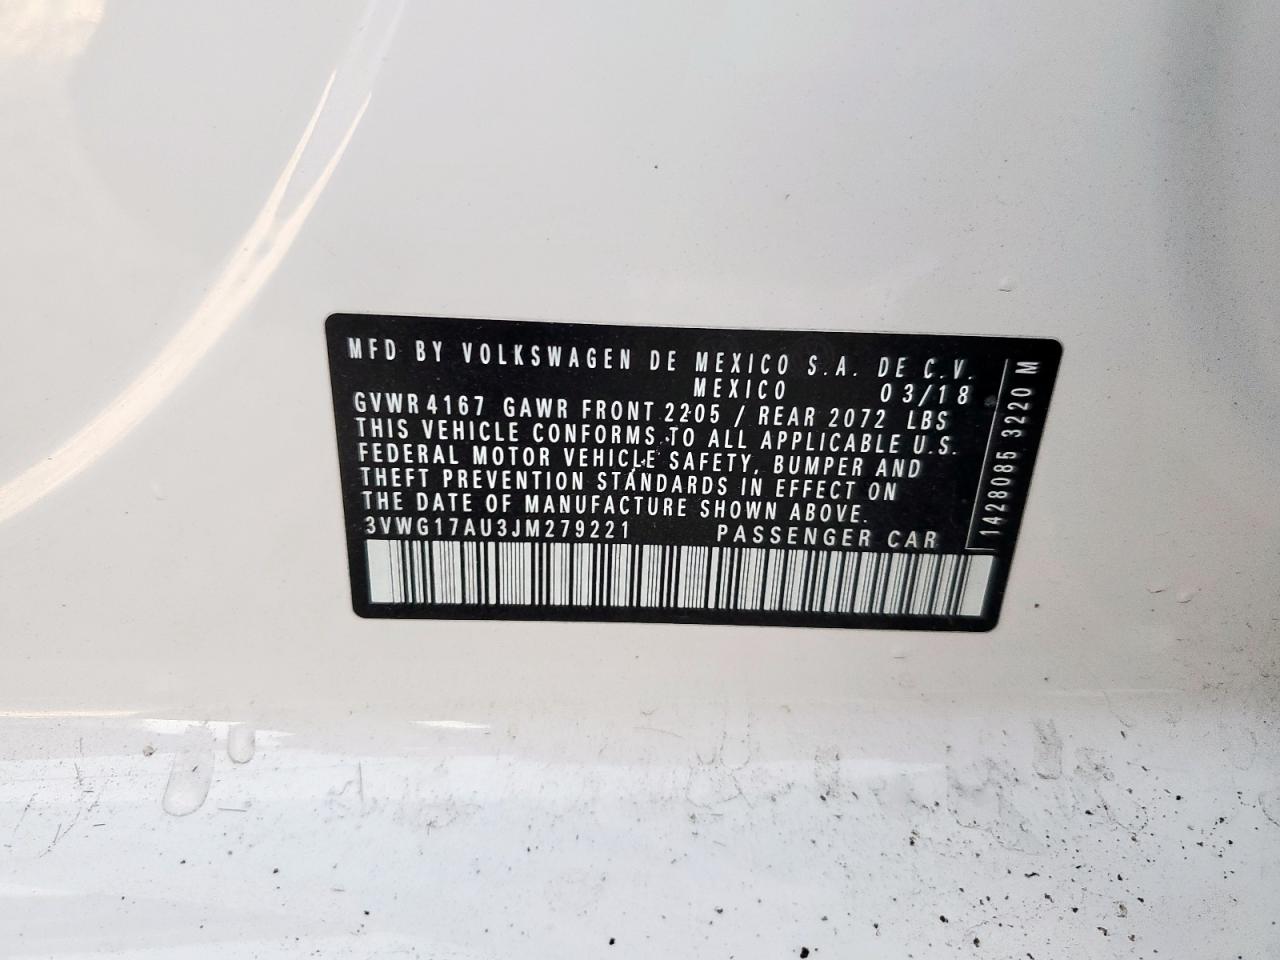 MFD BY VOLKSWAGEN DE MEXICO S.A. DE C.V.
MEXICO 03/18
GVWR 4167 GAWR FRONT 2205 / REAR 2072 LBS
THIS VEHICLE CONFORMS TO ALL APPLICABLE U.S.
FEDERAL MOTOR VEHICLE SAFETY, BUMPER AND
THEFT PREVENTION STANDARDS IN EFFECT ON
THE DATE OF MANUFACTURE SHOWN ABOVE.
3VWG17AU3JM279221 PASSENGER CAR
1428085 3220 M